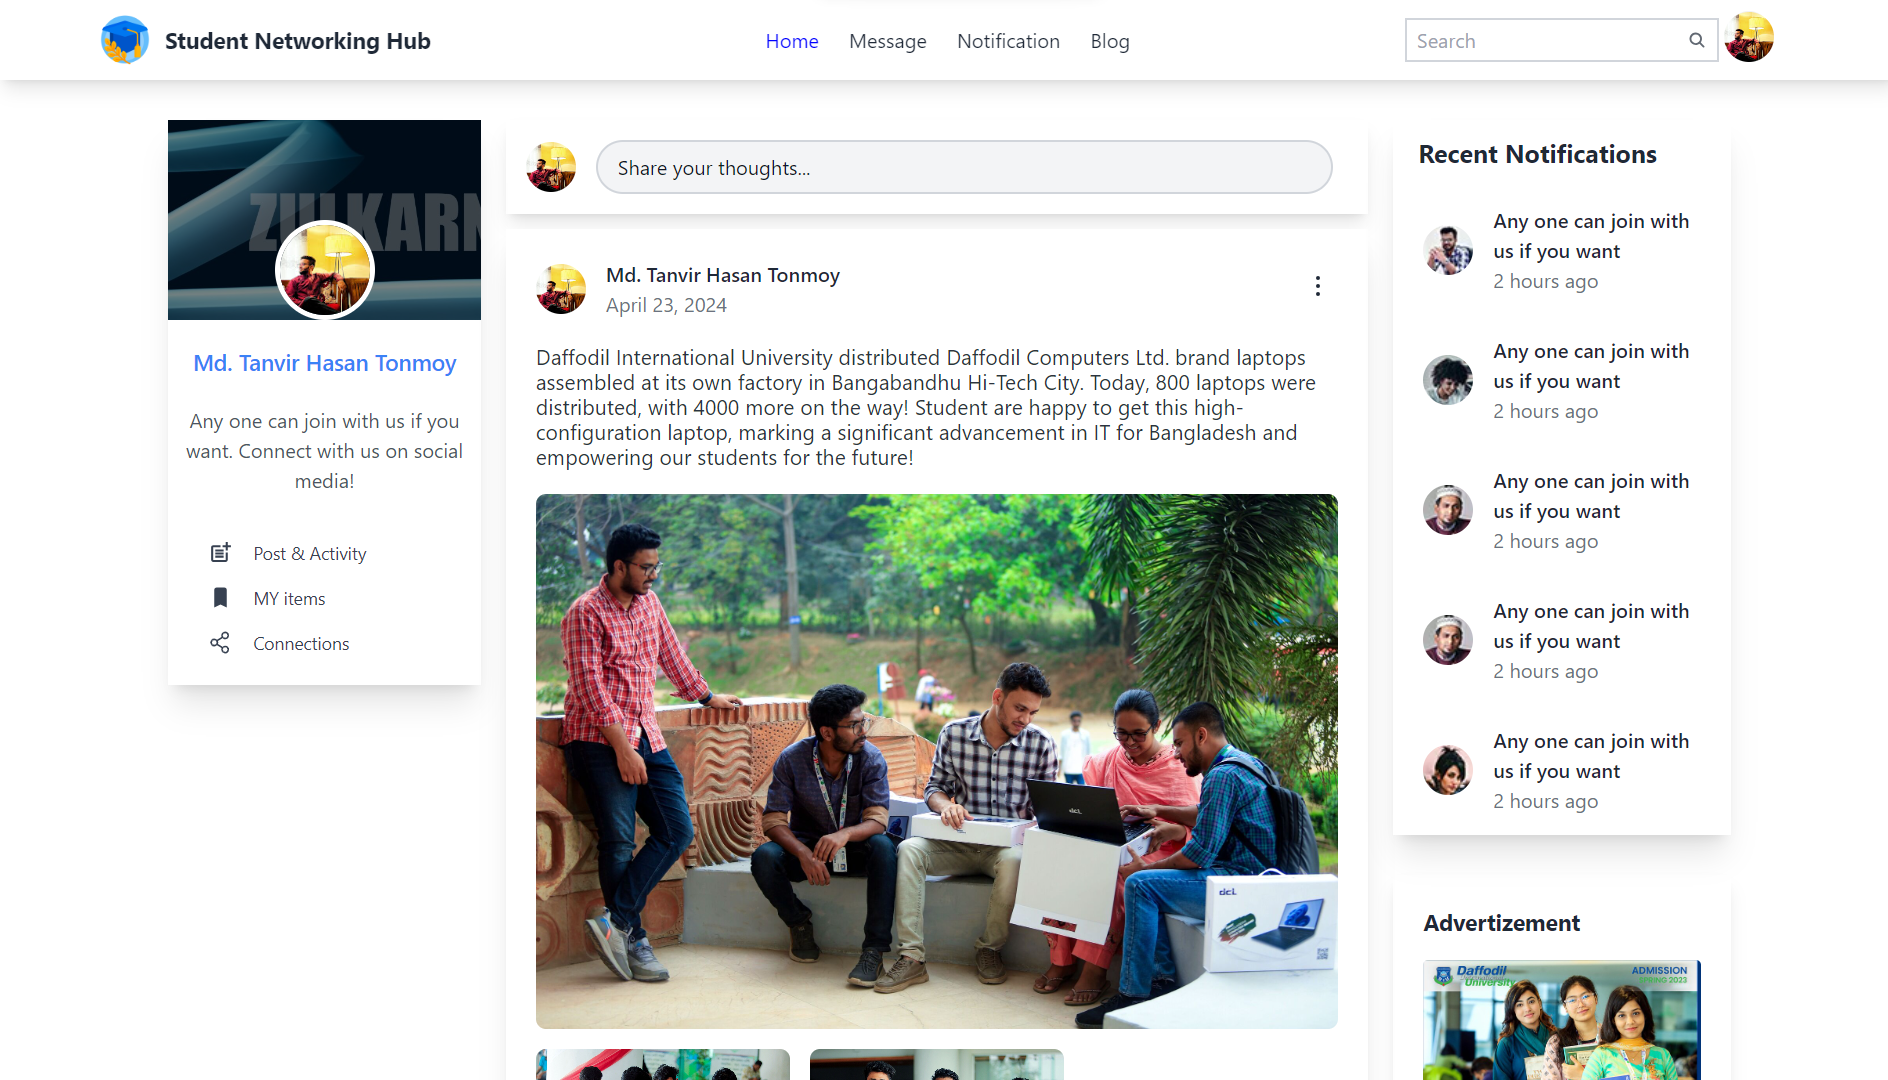 Student Networking Hub
Home
Message
Notification
Blog
Search
ZULKARN
Md. Tanvir Hasan Tonmoy
Any one can join with us if you
want. Connect with us on social
media!
Post & Activity
MY items
Connections
Share your thoughts...
Md. Tanvir Hasan Tonmoy
April 23, 2024
Daffodil International University distributed Daffodil Computers Ltd. brand laptops
assembled at its own factory in Bangabandhu Hi-Tech City. Today, 800 laptops were
distributed, with 4000 more on the way! Student are happy to get this high-
configuration laptop, marking a significant advancement in IT for Bangladesh and
empowering our students for the future!
dcl
dcl
Recent Notifications
Any one can join with
us if you want
2 hours ago
Any one can join with
us if you want
2 hours ago
Any one can join with
us if you want
2 hours ago
Any one can join with
us if you want
2 hours ago
Any one can join with
us if you want
2 hours ago
Advertizement
Daffodil
University
ADMISSION
SPRING 2023